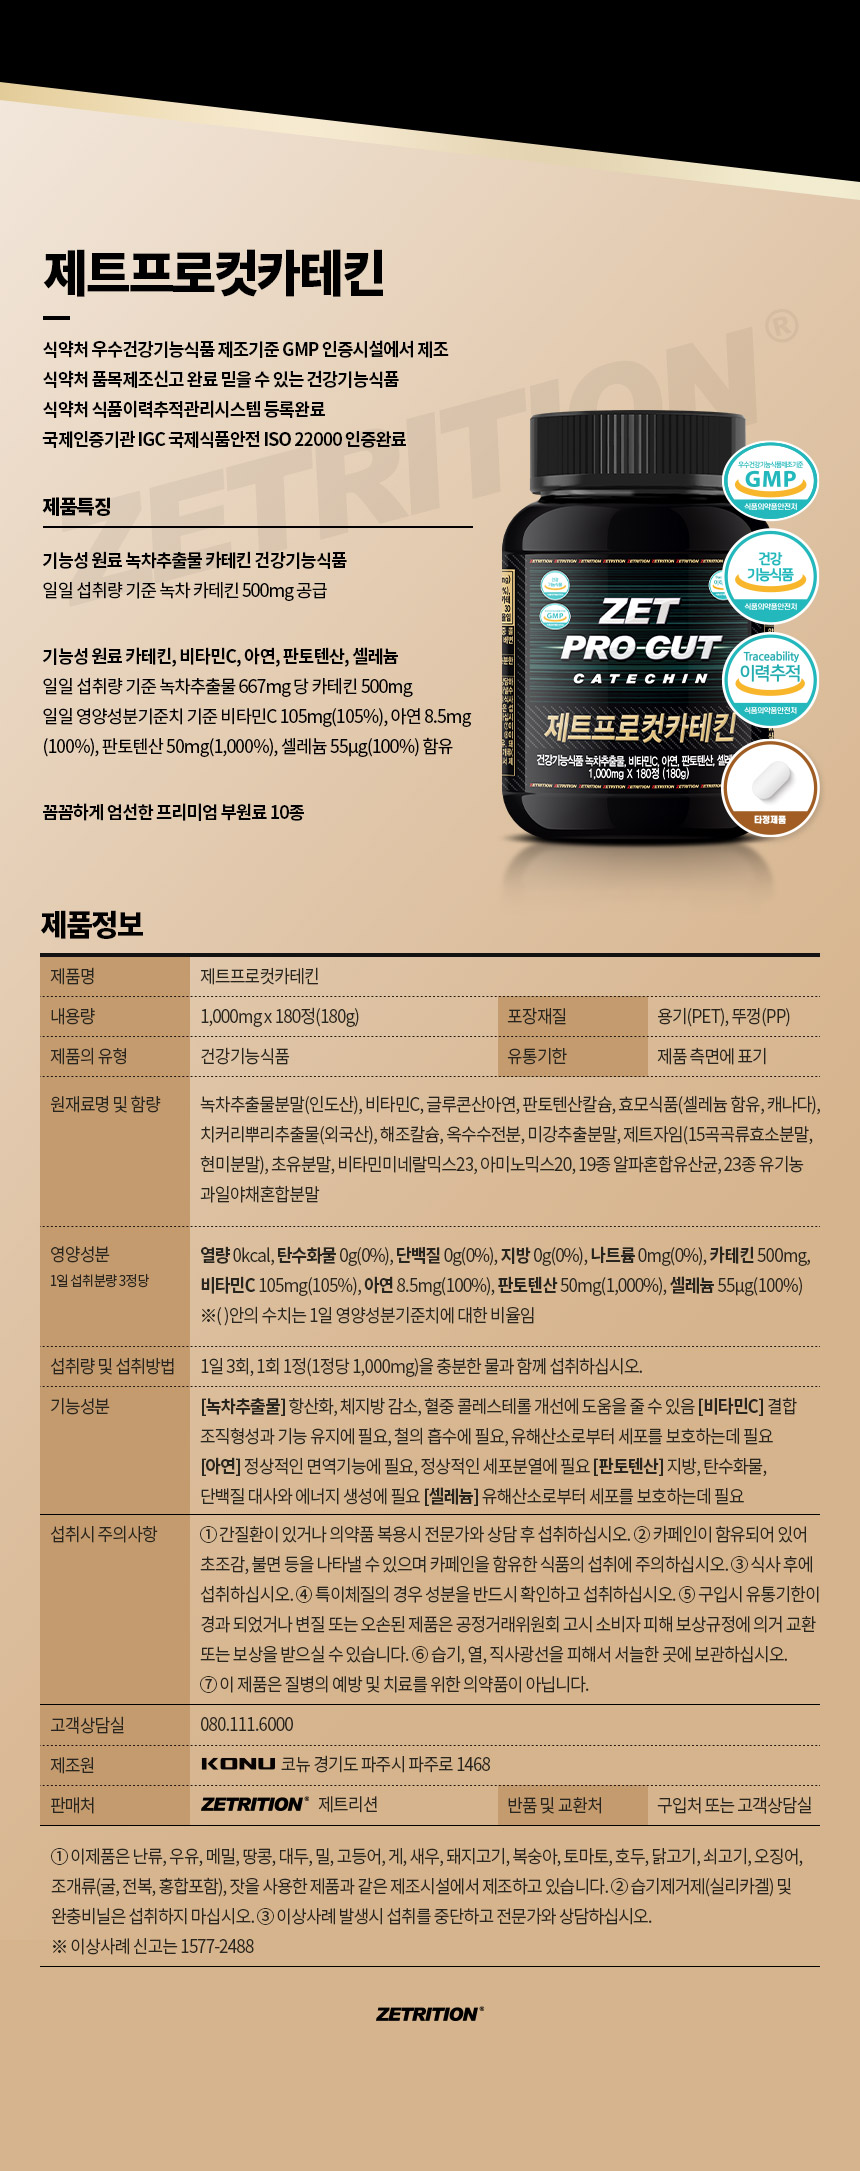 제트프로컷카테킨
식약처 우수건강기능식품 제조기준 GMP 인증시설에서 제조
식약처 품목제조신고 완료 믿을 수 있는 건강기능식품
식약처 식품이력추적관리시스템 등록완료
국제인증기관 IGC 국제식품안전 ISO 22000 인증완료
ZETRITION®
제품특징
기능성 원료 녹차추출물 카테킨 건강기능식품
일일 섭취량 기준 녹차 카테킨 500mg 공급
기능성 원료 카테킨, 비타민C, 아연, 판토텐산, 셀레늄
일일 섭취량 기준 녹차추출물 667mg 당 카테킨 500mg
일일 영양성분기준치 기준 비타민C 105mg(105%), 아연 8.5mg
(100%), 판토텐산 50mg(1,000%), 셀레늄 55µg(100%) 함유
꼼꼼하게 엄선한 프리미엄 부원료 10종
ZET
PRO-CUT
CATECHIN
제트프로컷카테킨
건강기능식품 녹차추출물, 비타민C, 아연, 판토텐산,
1,000mg X 180정 (180g)
우수건강기능식품제조기준
GMP
식품의약품안전처
건강
기능식품
식품의약품안전처
Traceability
이력추적
식품의약품안전처
타정제품
제품정보
제품명 제트프로컷카테킨
내용량 1,000mg x 180정(180g) 포장재질 용기(PET), 뚜껑(PP)
제품의 유형 건강기능식품 유통기한 제품 측면에 표기
원재료명 및 함량 녹차추출물분말(인도산), 비타민C, 글루콘산아연, 판토텐산칼슘, 효모식품(셀레늄 함유, 캐나다),
치커리뿌리추출물(외국산), 해조칼슘, 옥수수전분, 미강추출분말, 제트자임(15곡곡류효소분말,
현미분말), 초유분말, 비타민미네랄믹스23, 아미노믹스20, 19종 알파혼합유산균, 23종 유기농
과일야채혼합분말
영양성분 열량 0kcal, 탄수화물 0g(0%), 단백질 0g(0%), 지방 0g(0%), 나트륨 0mg(0%), 카테킨 500mg,
1일 섭취분량 3정당 비타민C 105mg(105%), 아연 8.5mg(100%), 판토텐산 50mg(1,000%), 셀레늄 55µg(100%)
※( )안의 수치는 1일 영양성분기준치에 대한 비율임
섭취량 및 섭취방법 1일 3회, 1회 1정(1정당 1,000mg)을 충분한 물과 함께 섭취하십시오.
기능성분 [녹차추출물] 항산화, 체지방 감소, 혈중 콜레스테롤 개선에 도움을 줄 수 있음 [비타민C] 결합
조직형성과 기능 유지에 필요, 철의 흡수에 필요, 유해산소로부터 세포를 보호하는데 필요
[아연] 정상적인 면역기능에 필요, 정상적인 세포분열에 필요 [판토텐산] 지방, 탄수화물,
단백질 대사와 에너지 생성에 필요 [셀레늄] 유해산소로부터 세포를 보호하는데 필요
섭취시 주의사항 ① 간질환이 있거나 의약품 복용시 전문가와 상담 후 섭취하십시오. ② 카페인이 함유되어 있어
초조감, 불면 등을 나타낼 수 있으며 카페인을 함유한 식품의 섭취에 주의하십시오. ③ 식사 후에
섭취하십시오. ④ 특이체질의 경우 성분을 반드시 확인하고 섭취하십시오. ⑤ 구입시 유통기한이
경과 되었거나 변질 또는 오손된 제품은 공정거래위원회 고시 소비자 피해 보상규정에 의거 교환
또는 보상을 받으실 수 있습니다. ⑥ 습기, 열, 직사광선을 피해서 서늘한 곳에 보관하십시오.
⑦ 이 제품은 질병의 예방 및 치료를 위한 의약품이 아닙니다.
고객상담실 080.111.6000
제조원 KONU 코뉴 경기도 파주시 파주로 1468
판매처 ZETRITION® 제트리션 반품 및 교환처 구입처 또는 고객상담실
① 이제품은 난류, 우유, 메밀, 땅콩, 대두, 밀, 고등어, 게, 새우, 돼지고기, 복숭아, 토마토, 호두, 닭고기, 쇠고기, 오징어,
조개류(굴, 전복, 홍합포함), 잣을 사용한 제품과 같은 제조시설에서 제조하고 있습니다. ② 습기제거제(실리카겔) 및
완충비닐은 섭취하지 마십시오. ③ 이상사례 발생시 섭취를 중단하고 전문가와 상담하십시오.
※ 이상사례 신고는 1577-2488
ZETRITION®